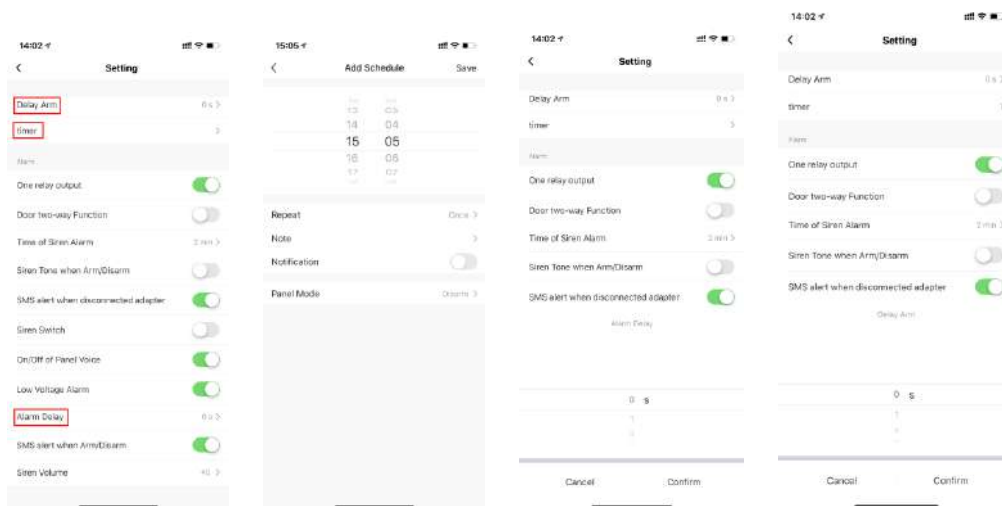 14:02
Setting
Delay Arm 0 s
timer
Alarm
One relay output
Door two-way Function
Time of Siren Alarm 2 min
Siren Tone when Arm/Disarm
SMS alert when disconnected adapter
Siren Switch
On/Off of Panel Voice
Low Voltage Alarm
Alarm Delay 0 s
SMS alert when Arm/Disarm
Siren Volume
15:05
Add Schedule Save
13 03
14 04
15 05
16 06
17 07
Repeat Once
Note
Notification
Panel Mode Disarm
14:02
Setting
Delay Arm 0 s
timer
Alarm
One relay output
Door two-way Function
Time of Siren Alarm 2 min
Siren Tone when Arm/Disarm
SMS alert when disconnected adapter
Alarm Delay
0 s
1
Cancel Confirm
14:02
Setting
Delay Arm 0 s
timer
Alarm
One relay output
Door two-way Function
Time of Siren Alarm 2 min
Siren Tone when Arm/Disarm
SMS alert when disconnected adapter
Delay Arm
0 s
1
Cancel Confirm